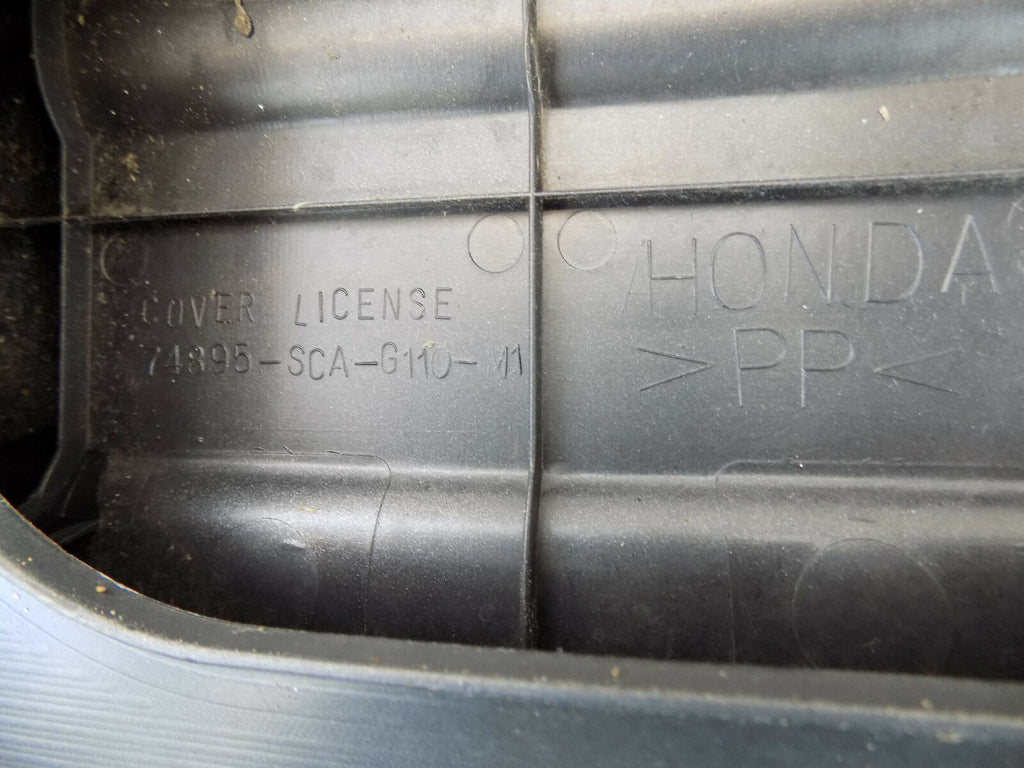 COVER LICENSE
74895-SCA-G110-M1
HONDA
>PP<